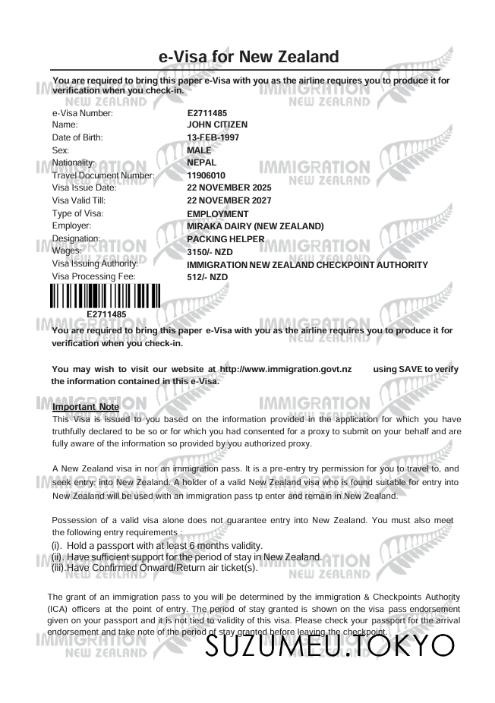 e-Visa for New Zealand
You are required to bring this paper e-Visa with you as the airline requires you to produce it for
verification when you check-in.
e-Visa Number: E2711485
Name: JOHN CITIZEN
Date of Birth: 13-FEB-1997
Sex: MALE
Nationality: NEPAL
Travel Document Number: 11906010
Visa Issue Date: 22 NOVEMBER 2025
Visa Valid Till: 22 NOVEMBER 2027
Type of Visa: EMPLOYMENT
Employer: MIRAKA DAIRY (NEW ZEALAND)
Designation: PACKING HELPER
Wages: 3150/- NZD
Visa Issuing Authority: IMMIGRATION NEW ZEALAND CHECKPOINT AUTHORITY
Visa Processing Fee: 512/- NZD
E2711485
You are required to bring this paper e-Visa with you as the airline requires you to produce it for
verification when you check-in.
You may wish to visit our website at http://www.immigration.govt.nz using SAVE to verify
the information contained in this e-Visa.
Important Note
This Visa is issued to you based on the information provided in the application for which you have
truthfully declared to be so or for which you had consented for a proxy to submit on your behalf and are
fully aware of the information so provided by you authorized proxy.
A New Zealand visa in nor an immigration pass. It is a pre-entry try permission for you to travel to, and
seek entry; into New Zealand. A holder of a valid New Zealand visa who is found suitable for entry into
New Zealand will be used with an immigration pass tp enter and remain in New Zealand.
Possession of a valid visa alone does not guarantee entry into New Zealand. You must also meet
the following entry requirements :
(i). Hold a passport with at least 6 months validity.
(ii). Have sufficient support for the period of stay in New Zealand.
(iii).Have Confirmed Onward/Return air ticket(s).
The grant of an immigration pass to you will be determined by the immigration & Checkpoints Authority
(ICA) officers at the point of entry. The period of stay granted is shown on the visa pass endorsement
given on your passport and it is not tied to validity of this visa. Please check your passport for the arrival
endorsement and take note of the period of stay granted before leaving the checkpoint.
IMMIGRATION
NEW ZEALAND
SUZUMEU.TOKYO